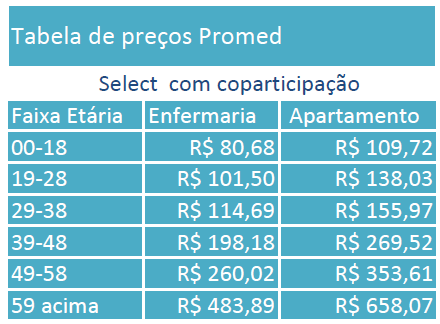 Tabela de preços Promed
Select com coparticipação
Faixa Etária Enfermaria Apartamento
00-18 R$ 80,68 R$ 109,72
19-28 R$ 101,50 R$ 138,03
29-38 R$ 114,69 R$ 155,97
39-48 R$ 198,18 R$ 269,52
49-58 R$ 260,02 R$ 353,61
59 acima R$ 483,89 R$ 658,07